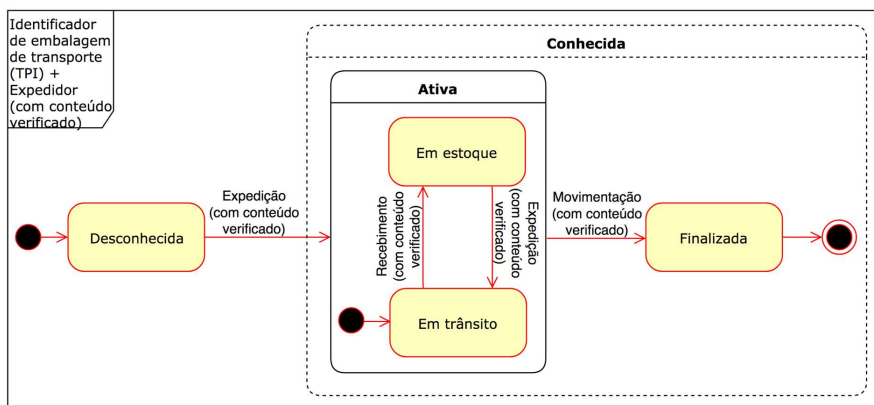 Identificador
de embalagem
de transporte
(TPI) +
Expedidor
(com conteúdo
verificado)
Conhecida
Ativa
Em estoque
Expedição
(com conteúdo
verificado)
Desconhecida
Recebimento
(com conteúdo
verificado)
Expedição
(com conteúdo
verificado)
Movimentação
(com conteúdo
verificado)
Finalizada
Em trânsito